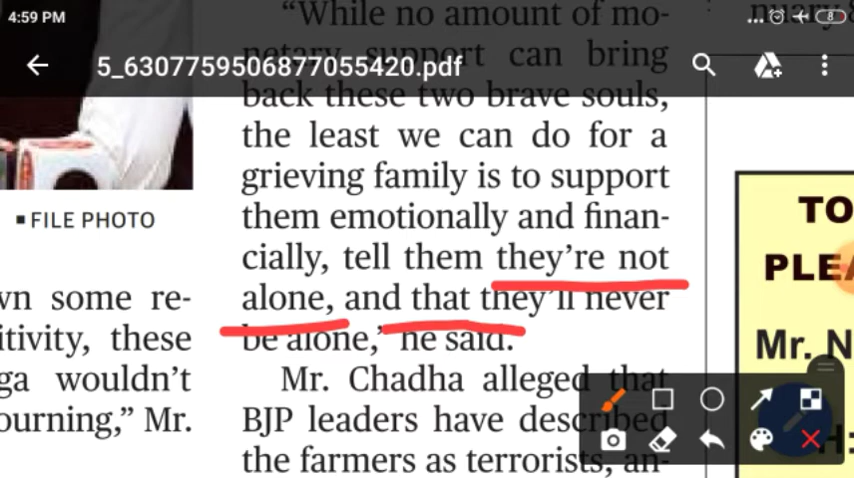 4:59 PM
8
nuary 8
5_6307759506877055420.pdf
“While no amount of mo-
netary support can bring
back these two brave souls,
the least we can do for a
grieving family is to support
them emotionally and finan-
cially, tell them they’re not
alone, and that they’ll never
be alone,” he said.
Mr. Chadha alleged that
BJP leaders have described
the farmers as terrorists, an-
FILE PHOTO
wn some re-
itivity, these
ga wouldn’t
ourning,” Mr.
TO
PLEA
Mr. N
H: